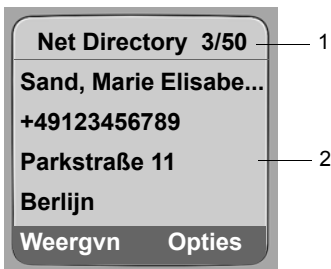 Net Directory 3/50 1
Sand, Marie Elisabe...
+49123456789
Parkstraße 11 2
Berlijn
Weergvn Opties